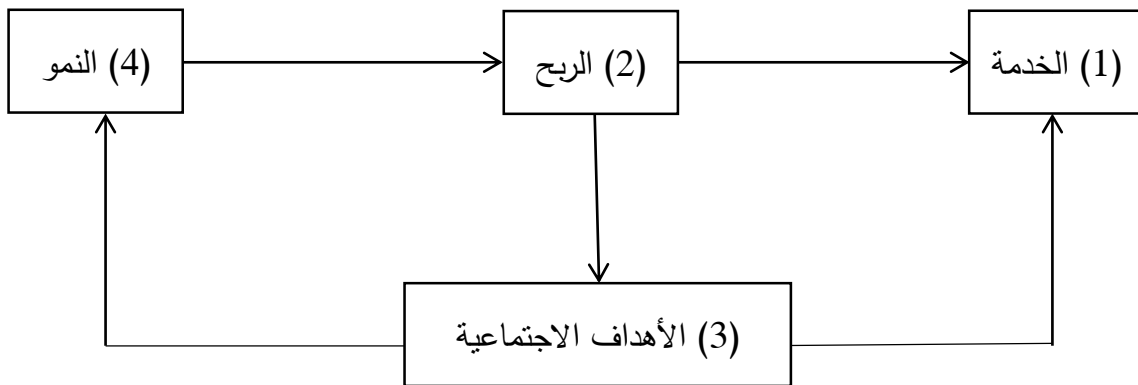 (1) الخدمة
(2) الربح
(4) النمو
(3) الأهداف الاجتماعية